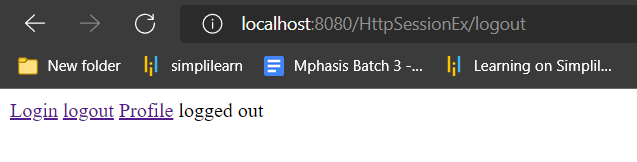 localhost:8080/HttpSessionEx/logout
New folder simplilearn Mphasis Batch 3 -... Learning on Simplil...
Login logout Profile logged out